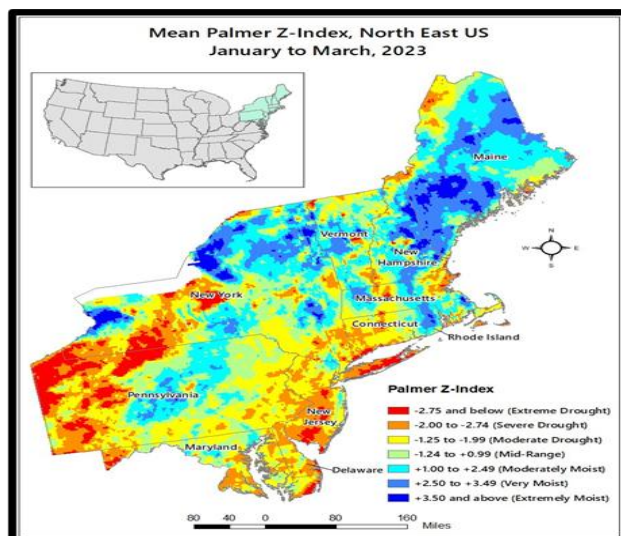 Mean Palmer Z-Index, North East US
January to March, 2023
Maine
Vermont
New
Hampshire
N
W
E
S
New York
Massachusetts
Connecticut
Rhode Island
Pennsylvania
New
Jersey
Maryland
Delaware
Palmer Z-Index
-2.75 and below (Extreme Drought)
-2.00 to -2.74 (Severe Drought)
-1.25 to -1.99 (Moderate Drought)
-1.24 to +0.99 (Mid-Range)
+1.00 to +2.49 (Moderately Moist)
+2.50 to +3.49 (Very Moist)
+3.50 and above (Extremely Moist)
80 40 0 80 160
Miles